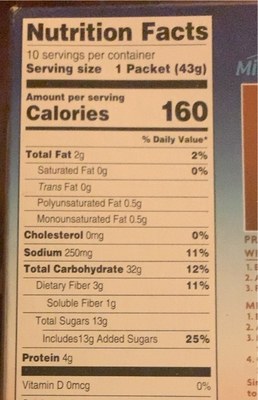 Nutrition Facts
10 servings per container
Serving size 1 Packet (43g)
Amount per serving
Calories 160
% Daily Value*
Total Fat 2g 2%
Saturated Fat 0g 0%
Trans Fat 0g
Polyunsaturated Fat 0.5g
Monounsaturated Fat 0.5g
Cholesterol 0mg 0%
Sodium 250mg 11%
Total Carbohydrate 32g 12%
Dietary Fiber 3g 11%
Soluble Fiber 1g
Total Sugars 13g
Includes13g Added Sugars 25%
Protein 4g
Vitamin D 0mcg 0%